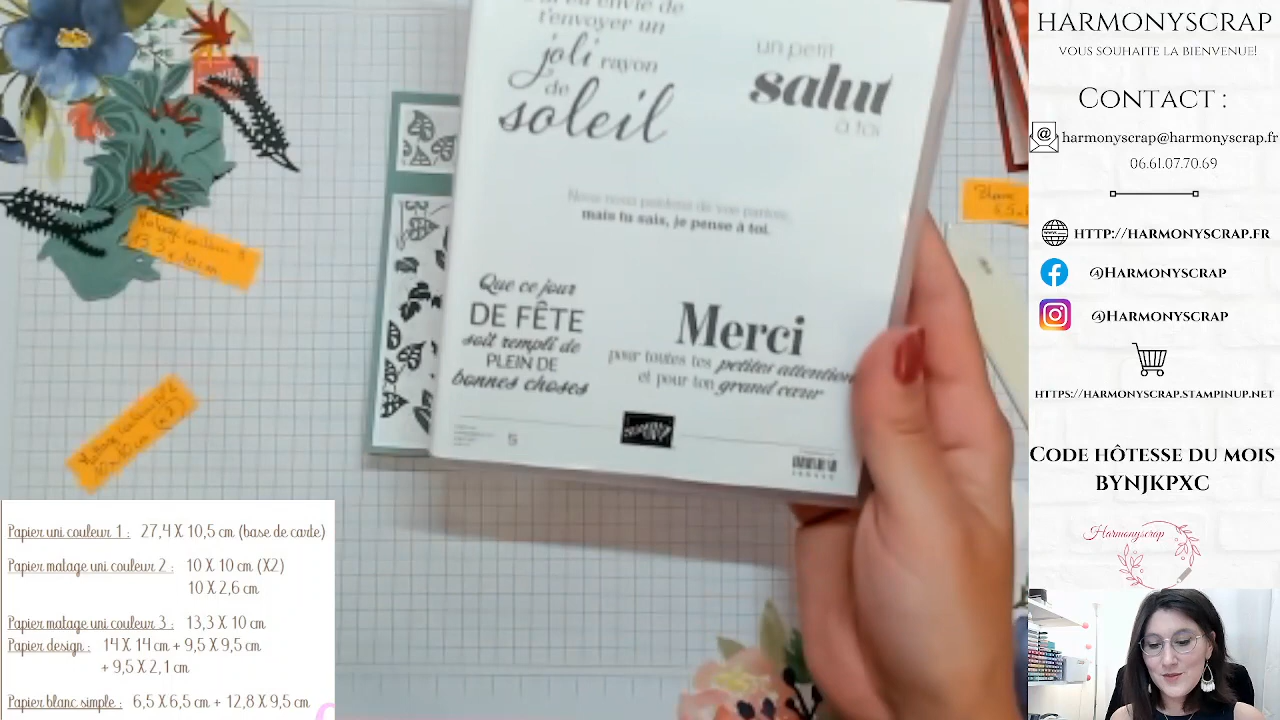 t'envoyer un
joli rayon
de
soleil
un petit
salut
à toi
mais tu sais, je pense à toi.
Que ce jour
DE FÊTE
soit rempli de
PLEIN DE
bonnes choses
Merci
pour toutes tes petites attention
et pour ton grand cœur
5
Papier uni couleur 1 : 27,4 X 10,5 cm (base de carte)
Papier matage uni couleur 2 : 10 X 10 cm (X2)
10 X 2,6 cm
Papier matage uni couleur 3 : 13,3 X 10 cm
Papier design : 14 X 14 cm + 9,5 X 9,5 cm
+ 9,5 X 2,1 cm
Papier blanc simple : 6,5 X 6,5 cm + 12,8 X 9,5 cm
HARMONYSCRAP
VOUS SOUHAITE LA BIENVENUE!
CONTACT :
harmonyscrap@harmonyscrap.fr
06.61.07.70.69
HTTP://HARMONYSCRAP.FR
@HARMONYSCRAP
@HARMONYSCRAP
HTTPS://HARMONYSCRAP.STAMPINUP.NET
CODE HÔTESSE DU MOIS
BYNJKPXC
Harmonyscrap